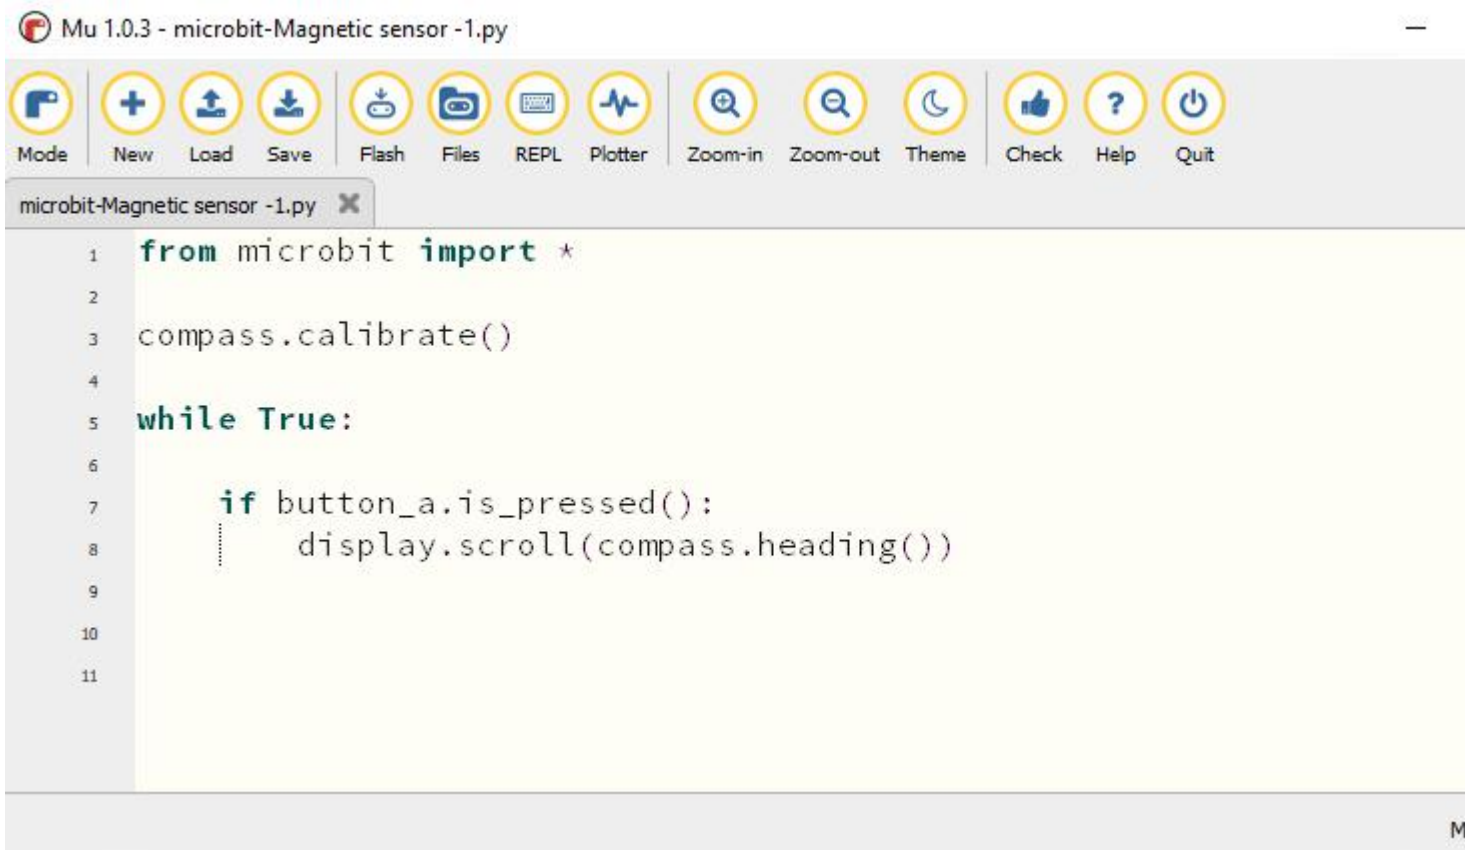 Mu 1.0.3 - microbit-Magnetic sensor -1.py
Mode New Load Save Flash Files REPL Plotter Zoom-in Zoom-out Theme Check Help Quit
microbit-Magnetic sensor -1.py
1 from microbit import *
2
3 compass.calibrate()
4
5 while True:
6
7 if button_a.is_pressed():
8 display.scroll(compass.heading())
9
10
11
M